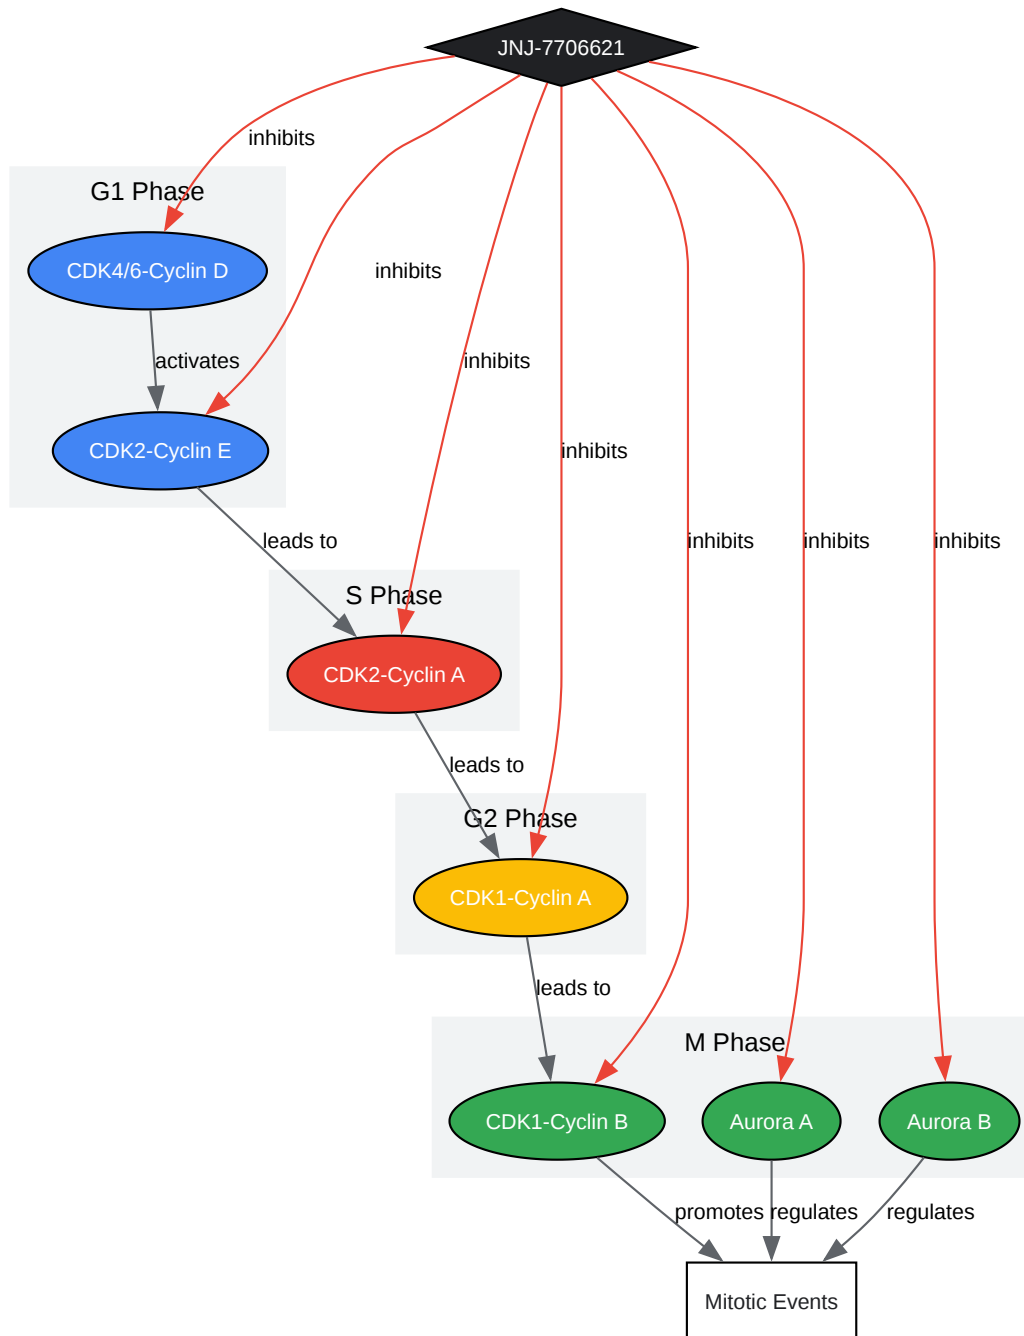 JNJ-7706621
inhibits
G1 Phase
CDK4/6-Cyclin D
inhibits
activates
inhibits
CDK2-Cyclin E
inhibits
leads to
inhibits
inhibits
inhibits
S Phase
CDK2-Cyclin A
leads to
G2 Phase
CDK1-Cyclin A
leads to
M Phase
CDK1-Cyclin B
Aurora A
Aurora B
promotes
regulates
regulates
Mitotic Events